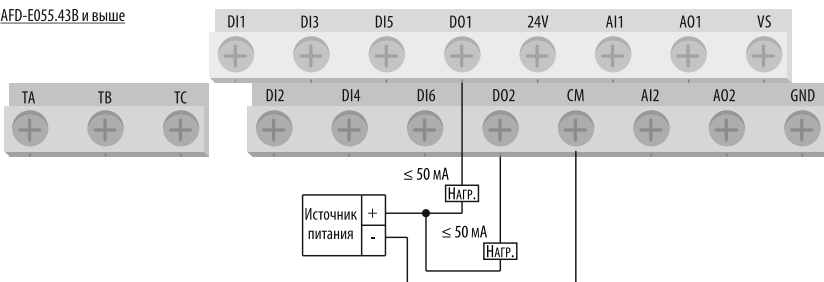 AFD-E055.43B и выше
DI1 DI3 DI5 DO1 24V AI1 AO1 VS
TA TB TC DI2 DI4 DI6 DO2 CM AI2 AO2 GND
≤ 50 мА
Нагр.
Источник питания
+
-
≤ 50 мА
Нагр.